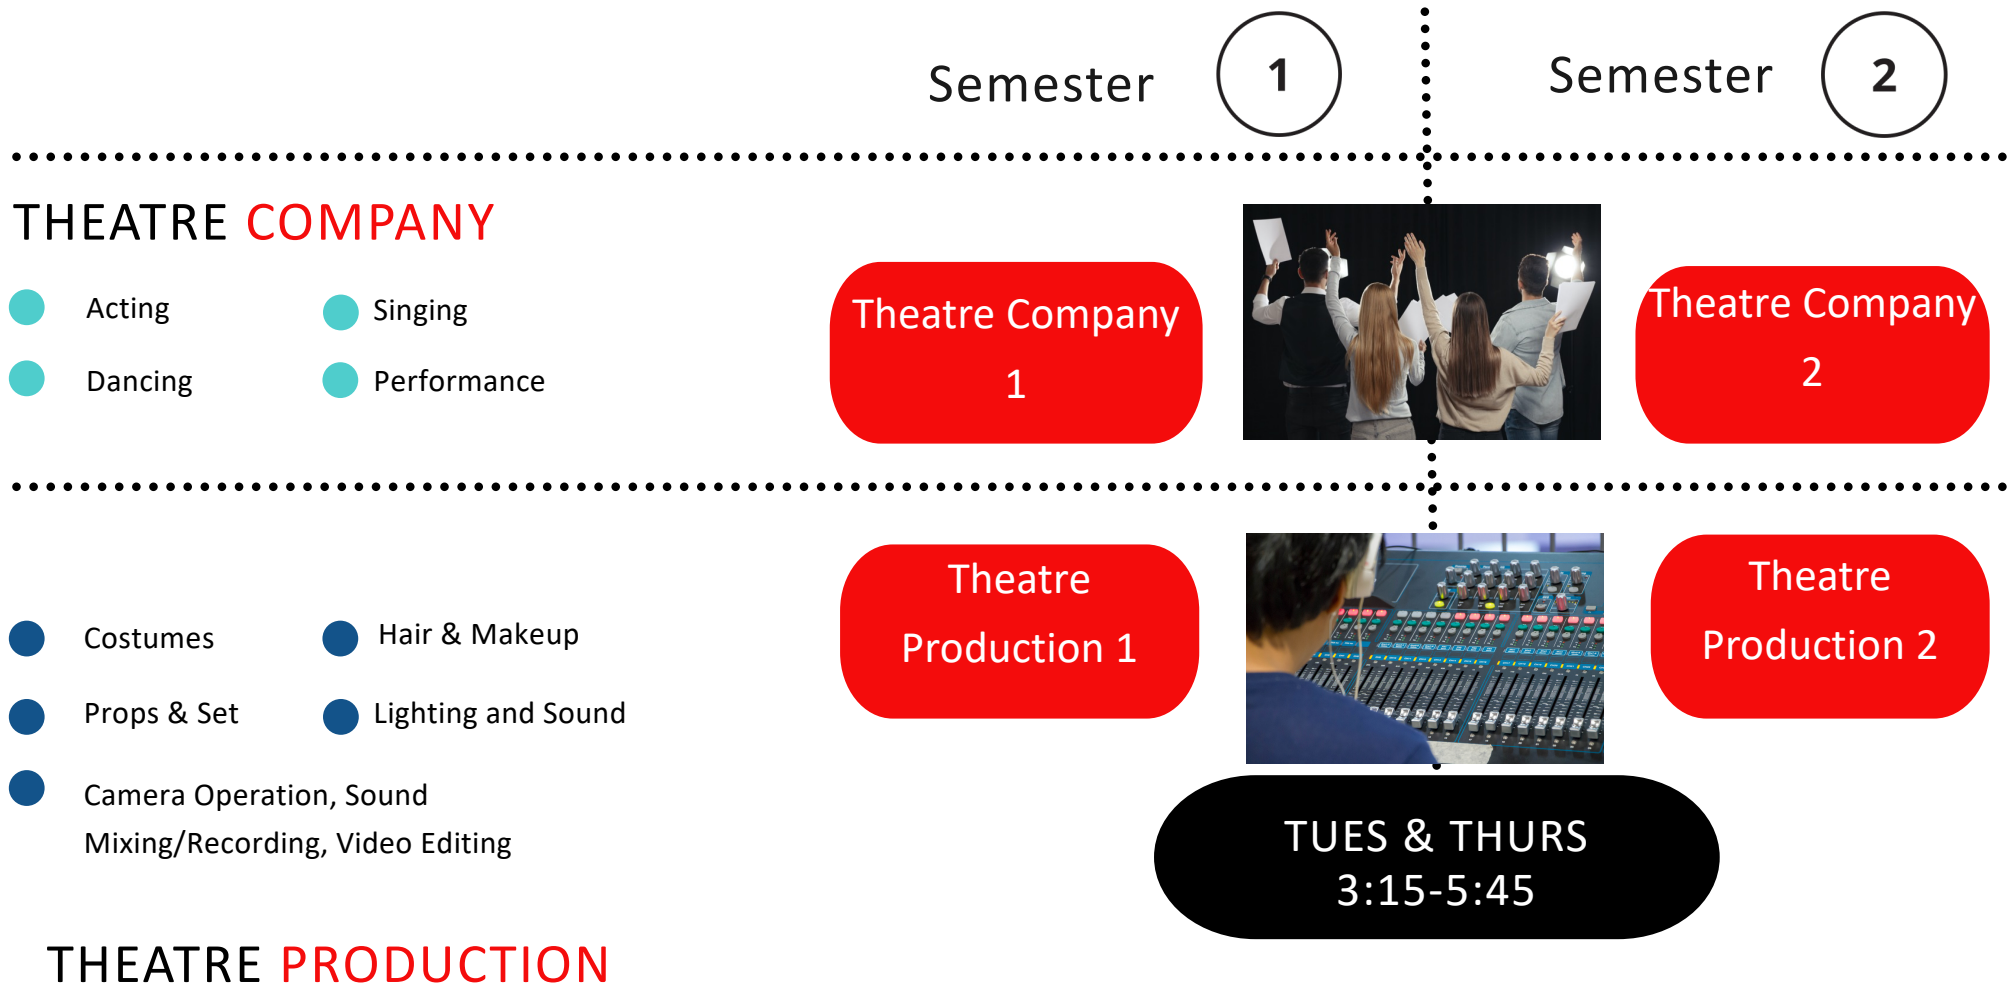 Semester 1
Semester 2
THEATRE COMPANY
Acting
Singing
Dancing
Performance
Theatre Company
1
Theatre Company
2
Costumes
Hair & Makeup
Props & Set
Lighting and Sound
Camera Operation, Sound
Mixing/Recording, Video Editing
THEATRE PRODUCTION
Theatre
Production 1
Theatre
Production 2
TUES & THURS
3:15-5:45